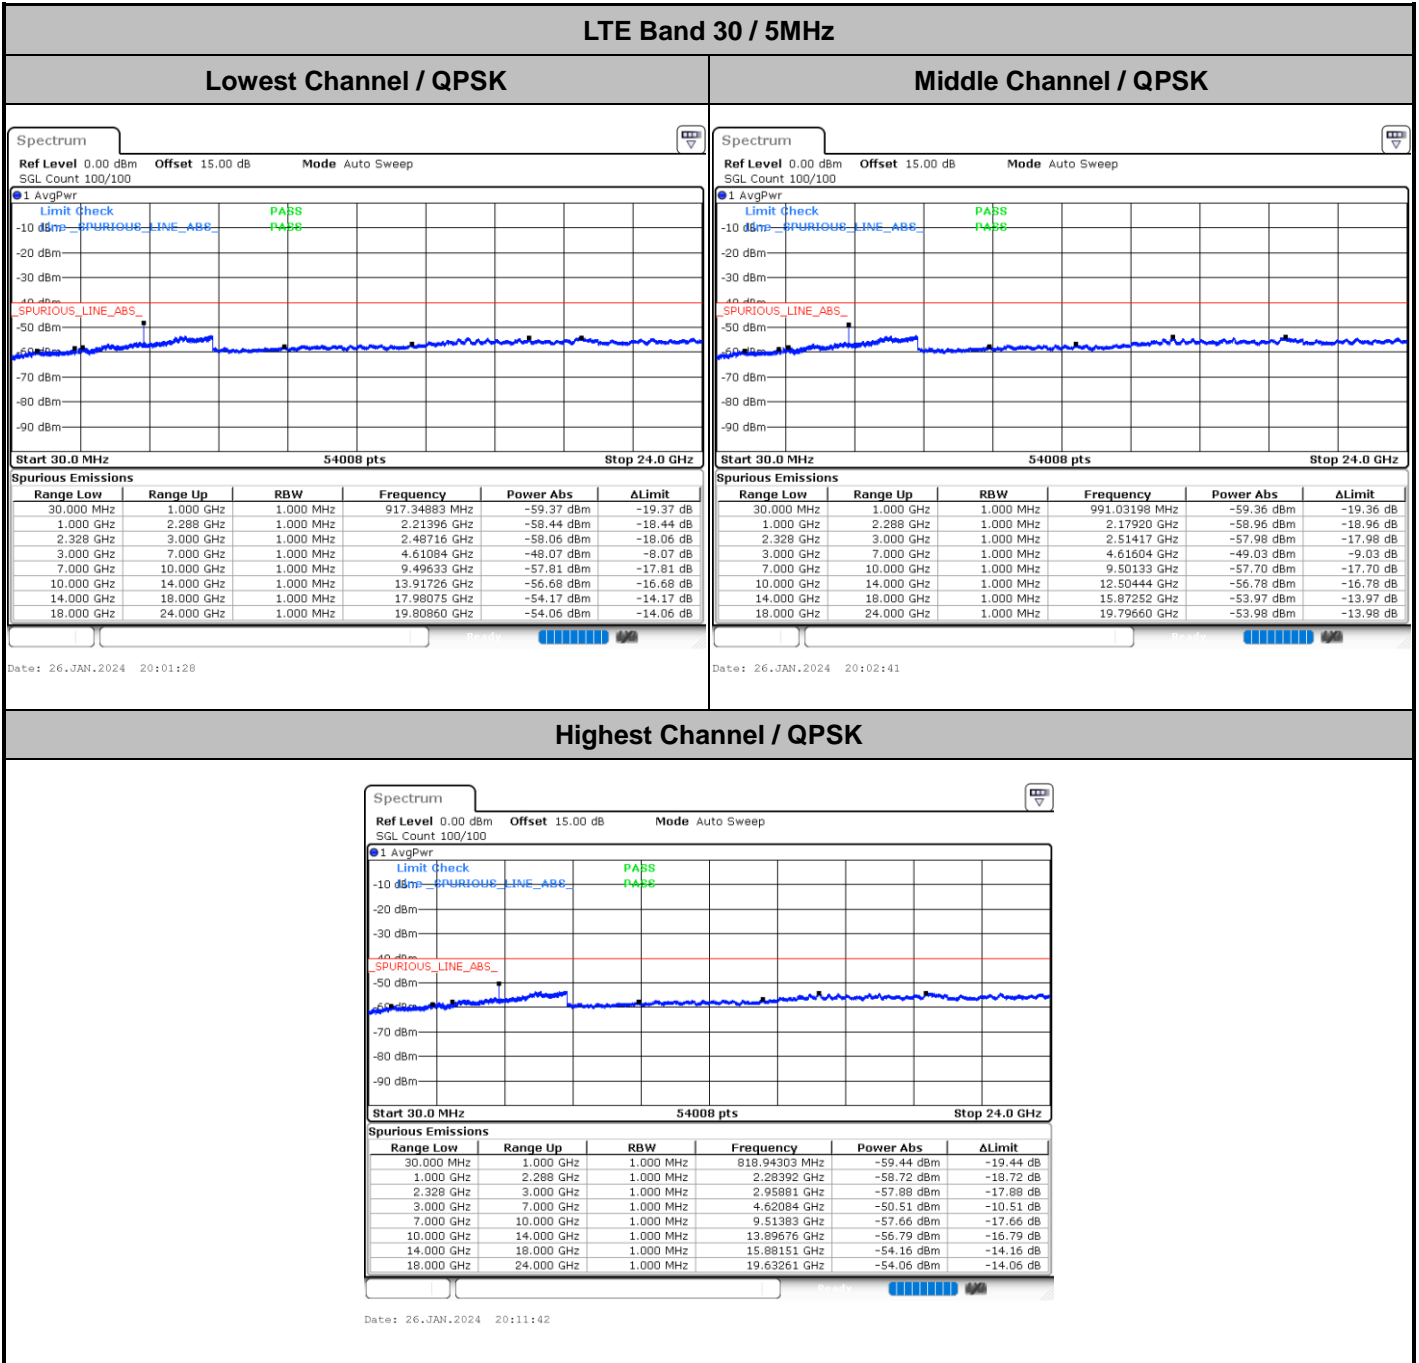 LTE Band 30 / 5MHz
Lowest Channel / QPSK
Middle Channel / QPSK
Spectrum
Ref Level 0.00 dBm Offset 15.00 dB Mode Auto Sweep
SGL Count 100/100
1 AvgPwr
Limit Check PASS
-10 dBm Line _SPURIOUS_LINE_ABS_ PASS
-20 dBm
-30 dBm
-40 dBm
_SPURIOUS_LINE_ABS_
-50 dBm
-60 dBm
-70 dBm
-80 dBm
-90 dBm
Start 30.0 MHz 54008 pts Stop 24.0 GHz
Spurious Emissions
Range Low Range Up RBW Frequency Power Abs ΔLimit
30.000 MHz 1.000 GHz 1.000 MHz 917.34883 MHz -59.37 dBm -19.37 dB
1.000 GHz 2.288 GHz 1.000 MHz 2.21396 GHz -58.44 dBm -18.44 dB
2.328 GHz 3.000 GHz 1.000 MHz 2.48716 GHz -58.06 dBm -18.06 dB
3.000 GHz 7.000 GHz 1.000 MHz 4.61084 GHz -48.07 dBm -8.07 dB
7.000 GHz 10.000 GHz 1.000 MHz 9.49633 GHz -57.81 dBm -17.81 dB
10.000 GHz 14.000 GHz 1.000 MHz 13.91726 GHz -56.68 dBm -16.68 dB
14.000 GHz 18.000 GHz 1.000 MHz 17.98075 GHz -54.17 dBm -14.17 dB
18.000 GHz 24.000 GHz 1.000 MHz 19.80860 GHz -54.06 dBm -14.06 dB
Ready
Date: 26.JAN.2024 20:01:28
Spectrum
Ref Level 0.00 dBm Offset 15.00 dB Mode Auto Sweep
SGL Count 100/100
1 AvgPwr
Limit Check PASS
-10 dBm Line _SPURIOUS_LINE_ABS_ PASS
-20 dBm
-30 dBm
-40 dBm
_SPURIOUS_LINE_ABS_
-50 dBm
-60 dBm
-70 dBm
-80 dBm
-90 dBm
Start 30.0 MHz 54008 pts Stop 24.0 GHz
Spurious Emissions
Range Low Range Up RBW Frequency Power Abs ΔLimit
30.000 MHz 1.000 GHz 1.000 MHz 991.03198 MHz -59.36 dBm -19.36 dB
1.000 GHz 2.288 GHz 1.000 MHz 2.17920 GHz -58.96 dBm -18.96 dB
2.328 GHz 3.000 GHz 1.000 MHz 2.51417 GHz -57.98 dBm -17.98 dB
3.000 GHz 7.000 GHz 1.000 MHz 4.61604 GHz -49.03 dBm -9.03 dB
7.000 GHz 10.000 GHz 1.000 MHz 9.50133 GHz -57.70 dBm -17.70 dB
10.000 GHz 14.000 GHz 1.000 MHz 12.50444 GHz -56.78 dBm -16.78 dB
14.000 GHz 18.000 GHz 1.000 MHz 15.87252 GHz -53.97 dBm -13.97 dB
18.000 GHz 24.000 GHz 1.000 MHz 19.79660 GHz -53.98 dBm -13.98 dB
Ready
Date: 26.JAN.2024 20:02:41
Highest Channel / QPSK
Spectrum
Ref Level 0.00 dBm Offset 15.00 dB Mode Auto Sweep
SGL Count 100/100
1 AvgPwr
Limit Check PASS
-10 dBm Line _SPURIOUS_LINE_ABS_ PASS
-20 dBm
-30 dBm
-40 dBm
_SPURIOUS_LINE_ABS_
-50 dBm
-60 dBm
-70 dBm
-80 dBm
-90 dBm
Start 30.0 MHz 54008 pts Stop 24.0 GHz
Spurious Emissions
Range Low Range Up RBW Frequency Power Abs ΔLimit
30.000 MHz 1.000 GHz 1.000 MHz 818.94303 MHz -59.44 dBm -19.44 dB
1.000 GHz 2.288 GHz 1.000 MHz 2.28392 GHz -58.72 dBm -18.72 dB
2.328 GHz 3.000 GHz 1.000 MHz 2.95881 GHz -57.88 dBm -17.88 dB
3.000 GHz 7.000 GHz 1.000 MHz 4.62084 GHz -50.51 dBm -10.51 dB
7.000 GHz 10.000 GHz 1.000 MHz 9.51383 GHz -57.66 dBm -17.66 dB
10.000 GHz 14.000 GHz 1.000 MHz 13.89676 GHz -56.79 dBm -16.79 dB
14.000 GHz 18.000 GHz 1.000 MHz 15.88151 GHz -54.16 dBm -14.16 dB
18.000 GHz 24.000 GHz 1.000 MHz 19.63261 GHz -54.06 dBm -14.06 dB
Ready
Date: 26.JAN.2024 20:11:42